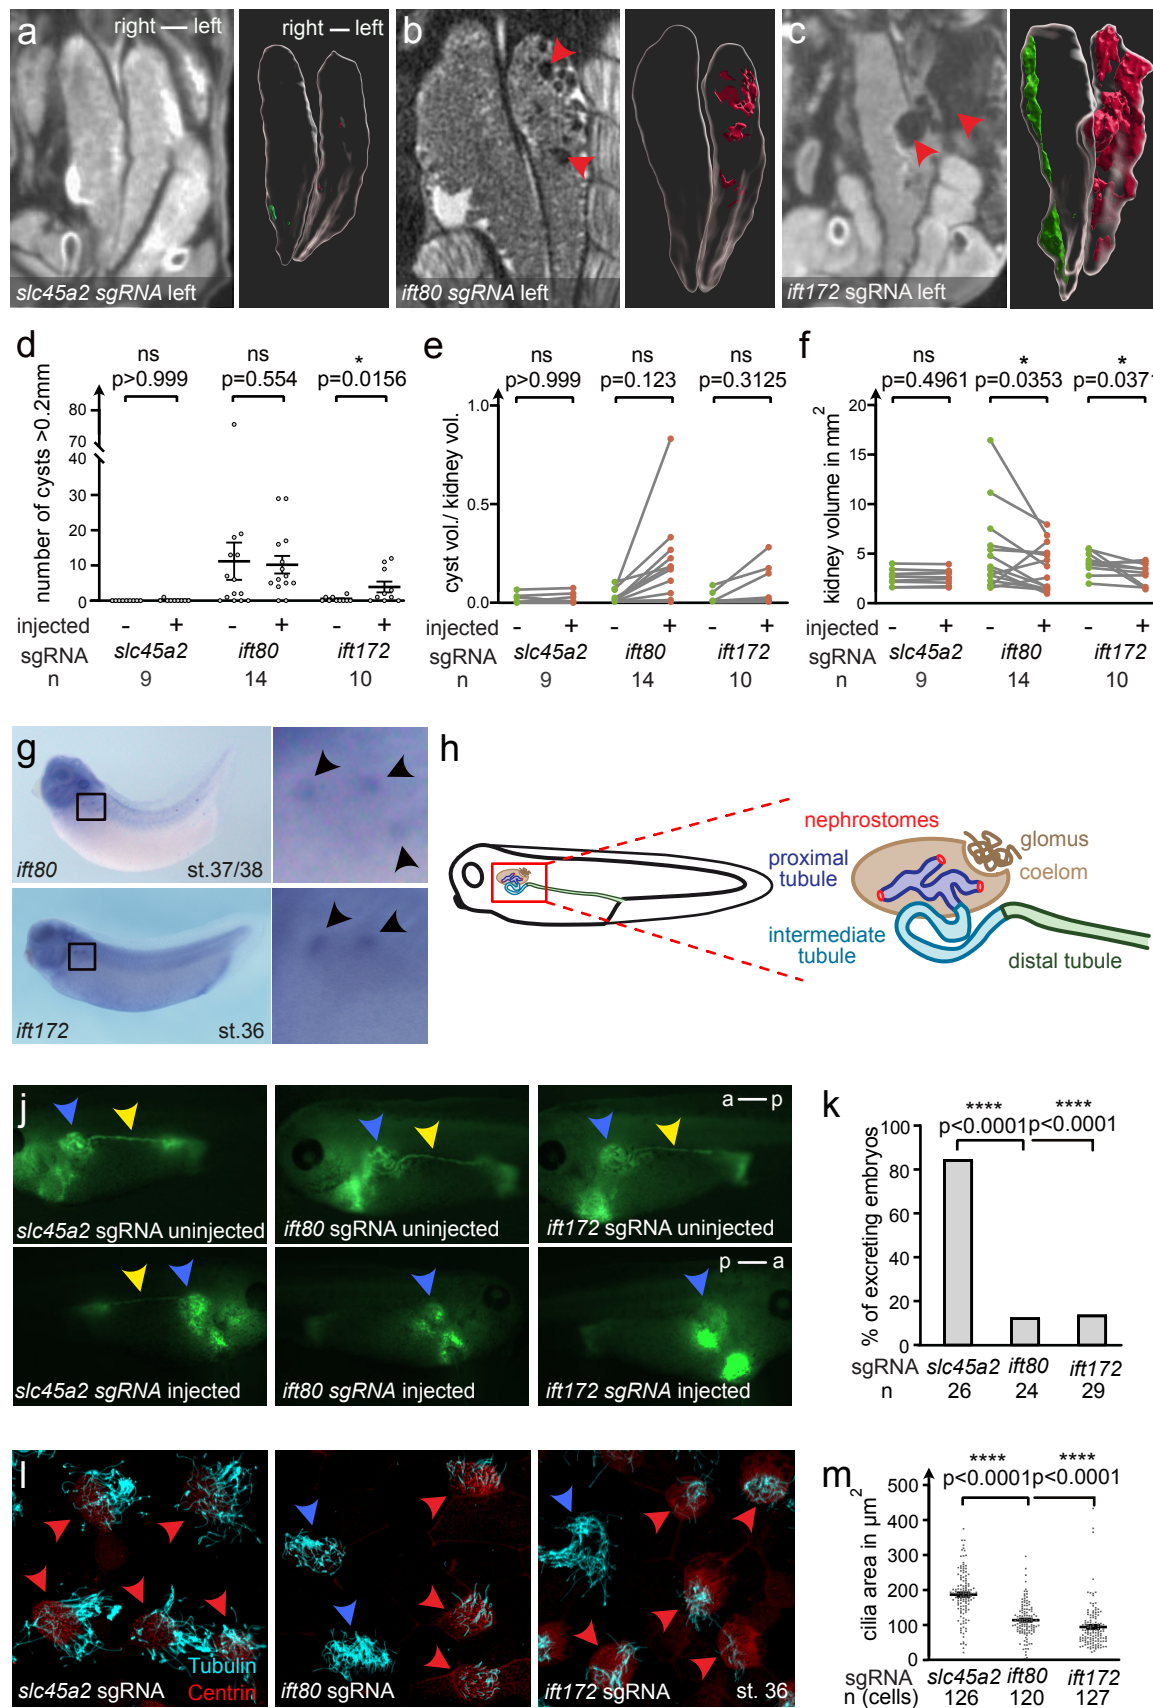 a
right — left
right — left
slc45a2 sgRNA left
b
ift80 sgRNA left
c
ift172 sgRNA left
d
ns
ns
*
p>0.999
p=0.554
p=0.0156
number of cysts >0.2mm
80
70
40
30
20
10
0
injected
- + - + - +
sgRNA
slc45a2
ift80
ift172
n
9
14
10
e
ns
ns
ns
p>0.999
p=0.123
p=0.3125
cyst vol./ kidney vol.
1.0
0.5
0.0
injected
- + - + - +
sgRNA
slc45a2
ift80
ift172
n
9
14
10
f
ns
*
*
p=0.4961
p=0.0353
p=0.0371
kidney volume in mm²
20
15
10
5
0
injected
- + - + - +
sgRNA
slc45a2
ift80
ift172
n
9
14
10
g
ift80
st.37/38
ift172
st.36
h
nephrostomes
proximal
tubule
glomus
coelom
intermediate
tubule
distal tubule
j
slc45a2 sgRNA uninjected
ift80 sgRNA uninjected
a — p
ift172 sgRNA uninjected
slc45a2 sgRNA injected
ift80 sgRNA injected
p — a
ift172 sgRNA injected
k
****
****
p<0.0001
p<0.0001
% of excreting embryos
100
80
60
40
20
0
sgRNA
slc45a2
ift80
ift172
n
26
24
29
l
Tubulin
Centrin
slc45a2 sgRNA
ift80 sgRNA
ift172 sgRNA
st. 36
m
****
****
p<0.0001
p<0.0001
cilia area in µm²
500
400
300
200
100
0
sgRNA
slc45a2
ift80
ift172
n (cells)
126
120
127